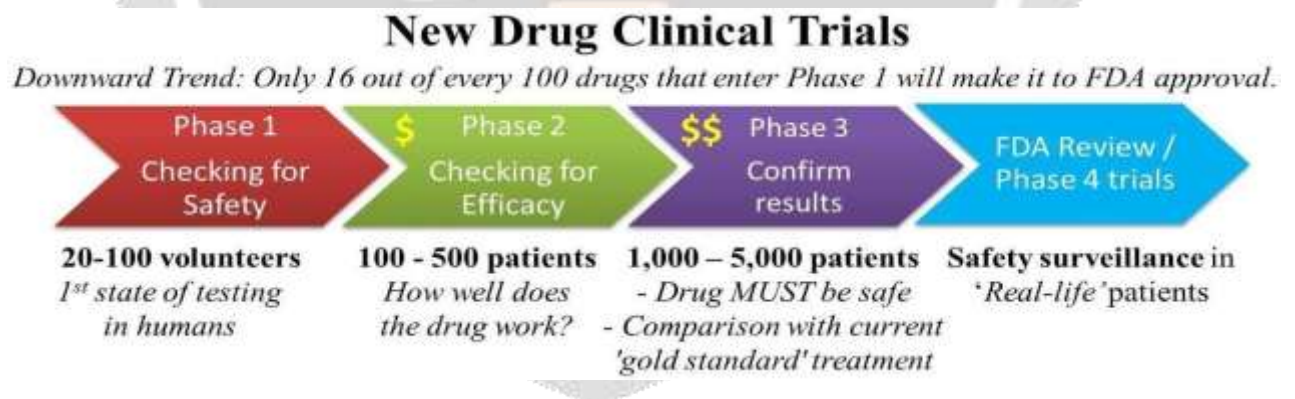 New Drug Clinical Trials
Downward Trend: Only 16 out of every 100 drugs that enter Phase 1 will make it to FDA approval.
Phase 1
Checking for
Safety
$ Phase 2
Checking for
Efficacy
$$ Phase 3
Confirm
results
FDA Review /
Phase 4 trials
20-100 volunteers
1st state of testing
in humans
100 - 500 patients
How well does
the drug work?
1,000 – 5,000 patients
- Drug MUST be safe
- Comparison with current
'gold standard' treatment
Safety surveillance in
‘Real-life’patients